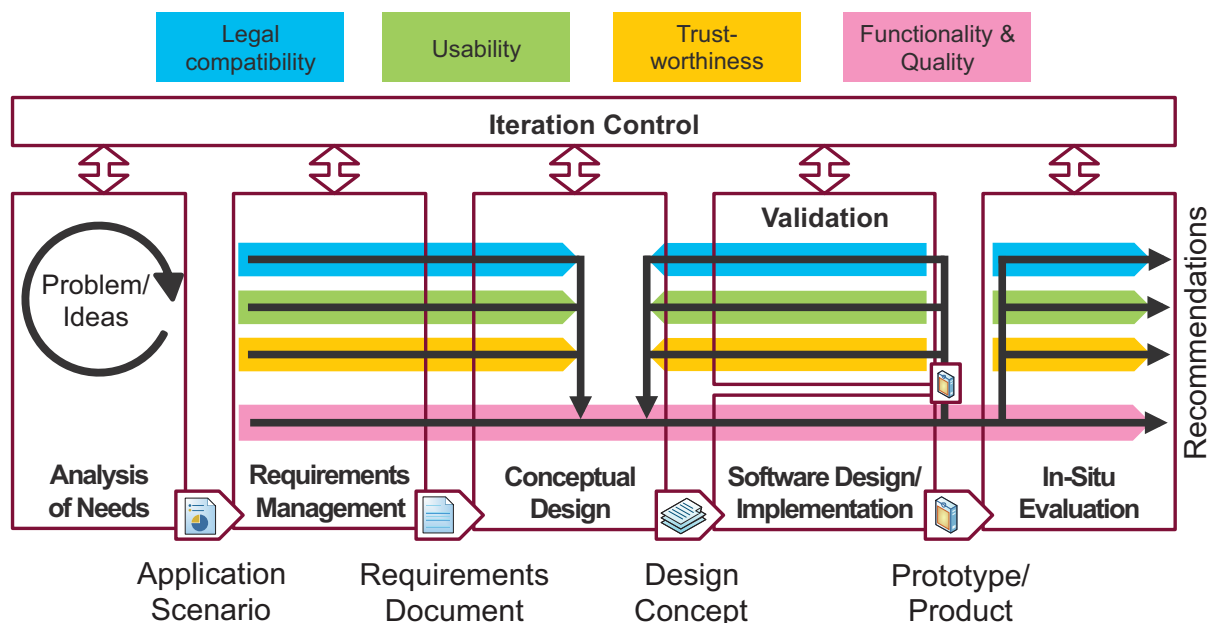 Legal
compatibility
Usability
Trust-
worthiness
Functionality &
Quality
Iteration Control
Problem/
Ideas
Validation
Recommendations
Analysis
of Needs
Requirements
Management
Conceptual
Design
Software Design/
Implementation
In-Situ
Evaluation
Application
Scenario
Requirements
Document
Design
Concept
Prototype/
Product